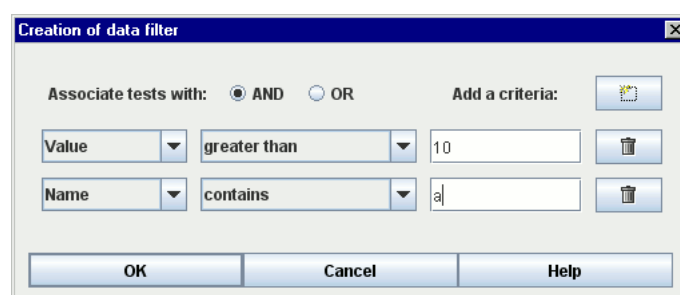 Creation of data filter
Associate tests with: AND OR Add a criteria:
Value greater than 10
Name contains a
OK Cancel Help